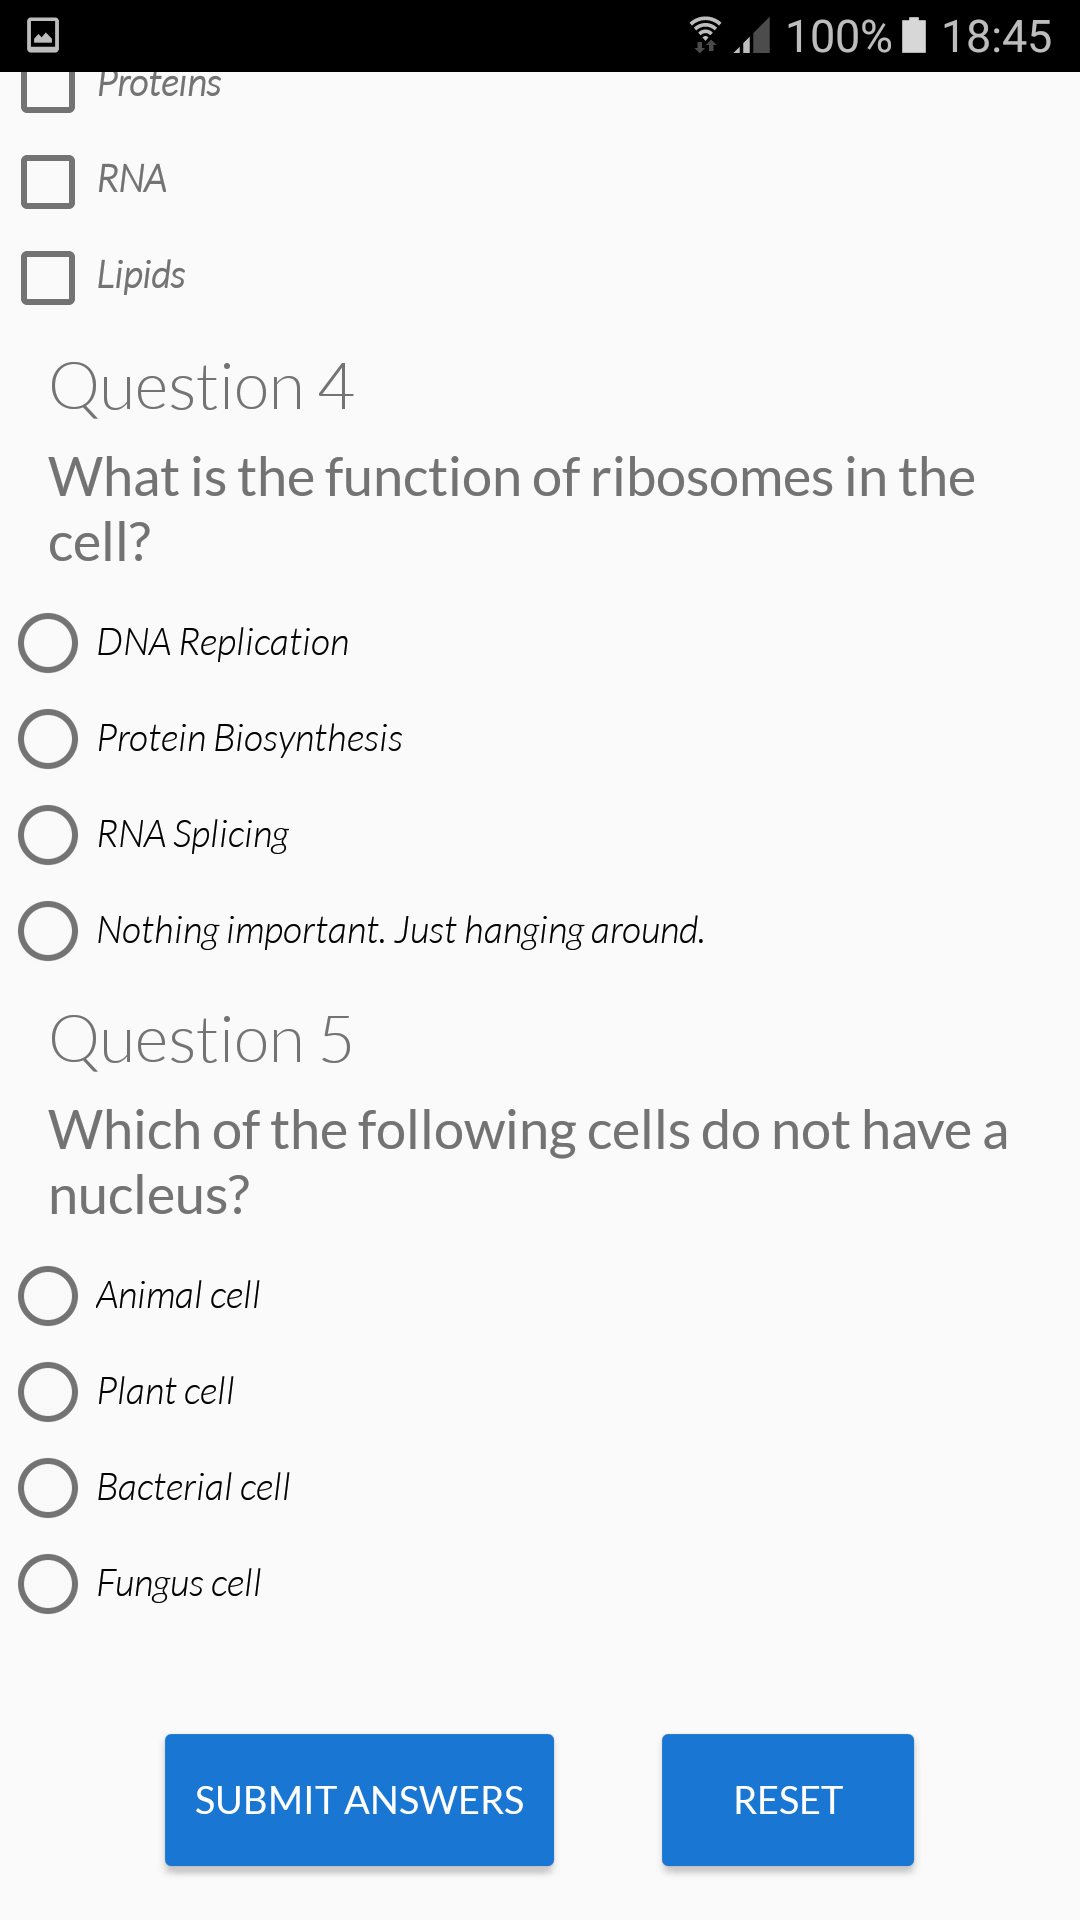 100% 18:45
Proteins
RNA
Lipids
Question 4
What is the function of ribosomes in the
cell?
DNA Replication
Protein Biosynthesis
RNA Splicing
Nothing important. Just hanging around.
Question 5
Which of the following cells do not have a
nucleus?
Animal cell
Plant cell
Bacterial cell
Fungus cell
SUBMIT ANSWERS RESET